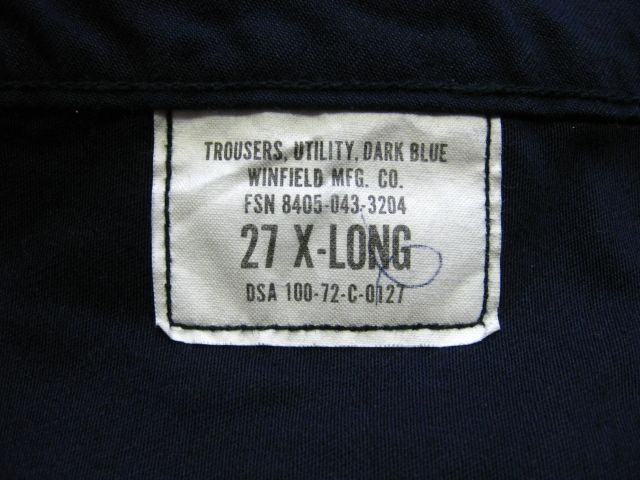 TROUSERS, UTILITY, DARK BLUE
WINFIELD MFG. CO.
FSN 8405-043-3204
27 X-LONG
DSA 100-72-C-0127